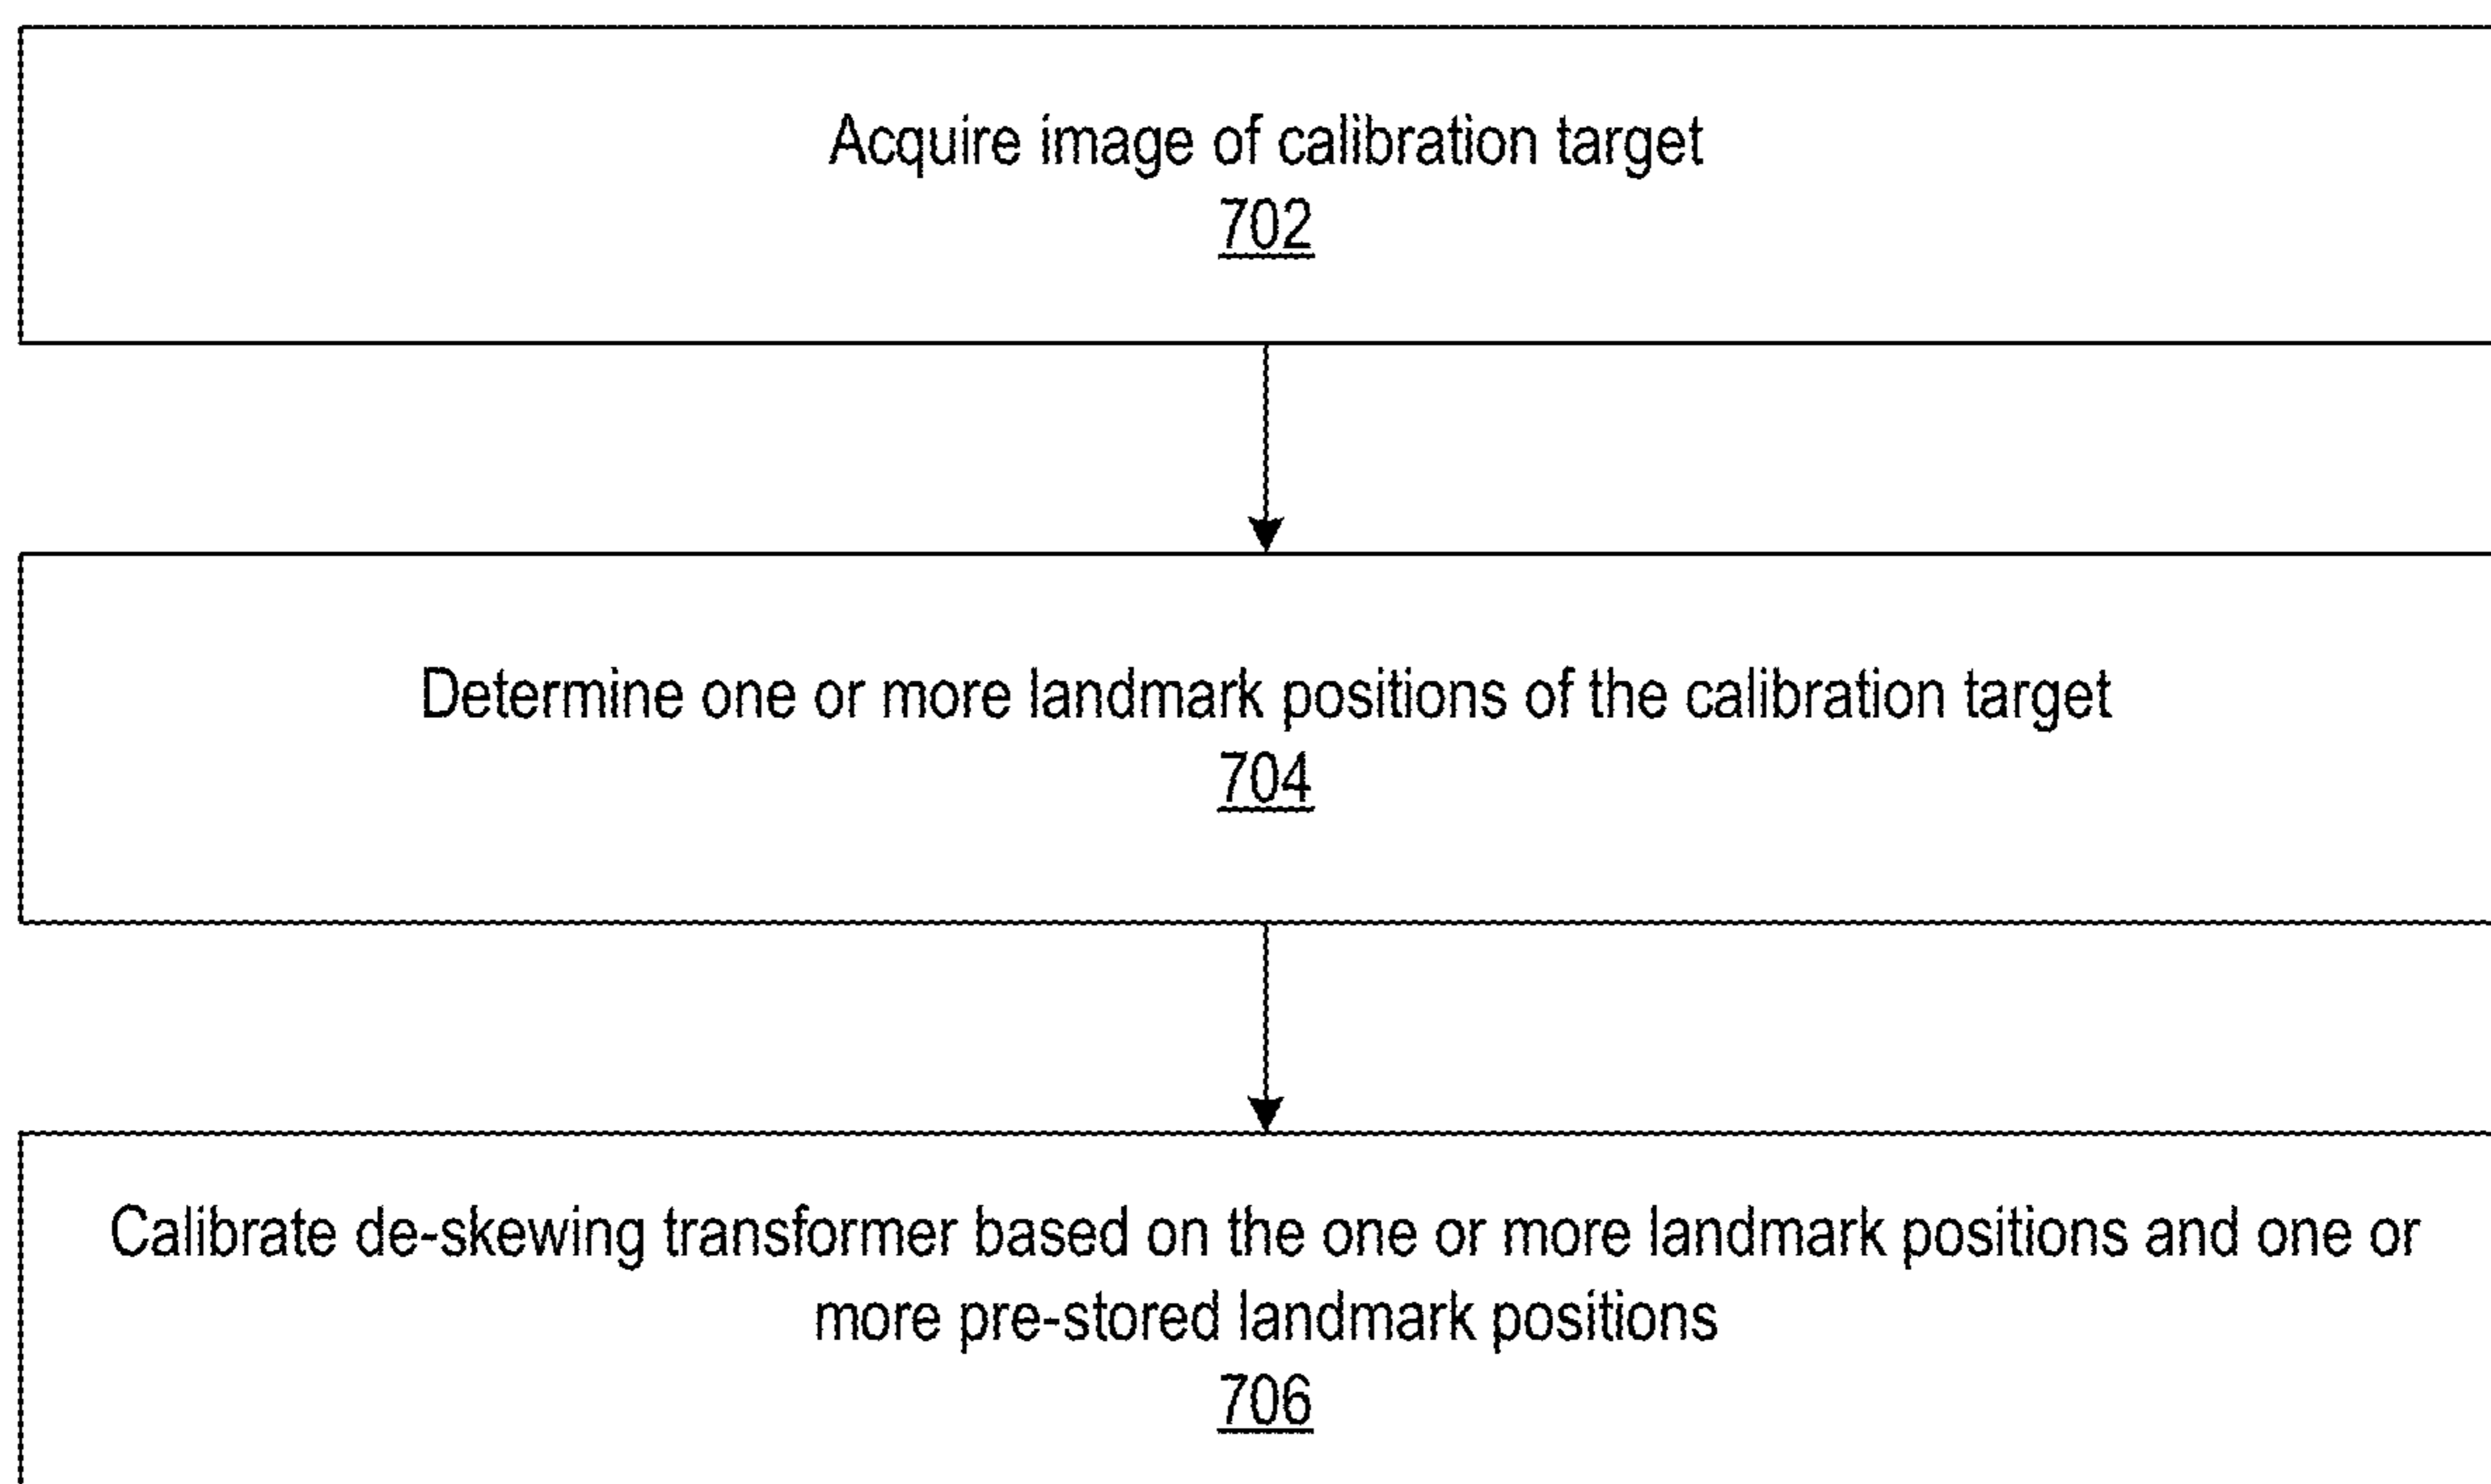 Acquire image of calibration target
702
Determine one or more landmark positions of the calibration target
704
Calibrate de-skewing transformer based on the one or more landmark positions and one or
more pre-stored landmark positions
706